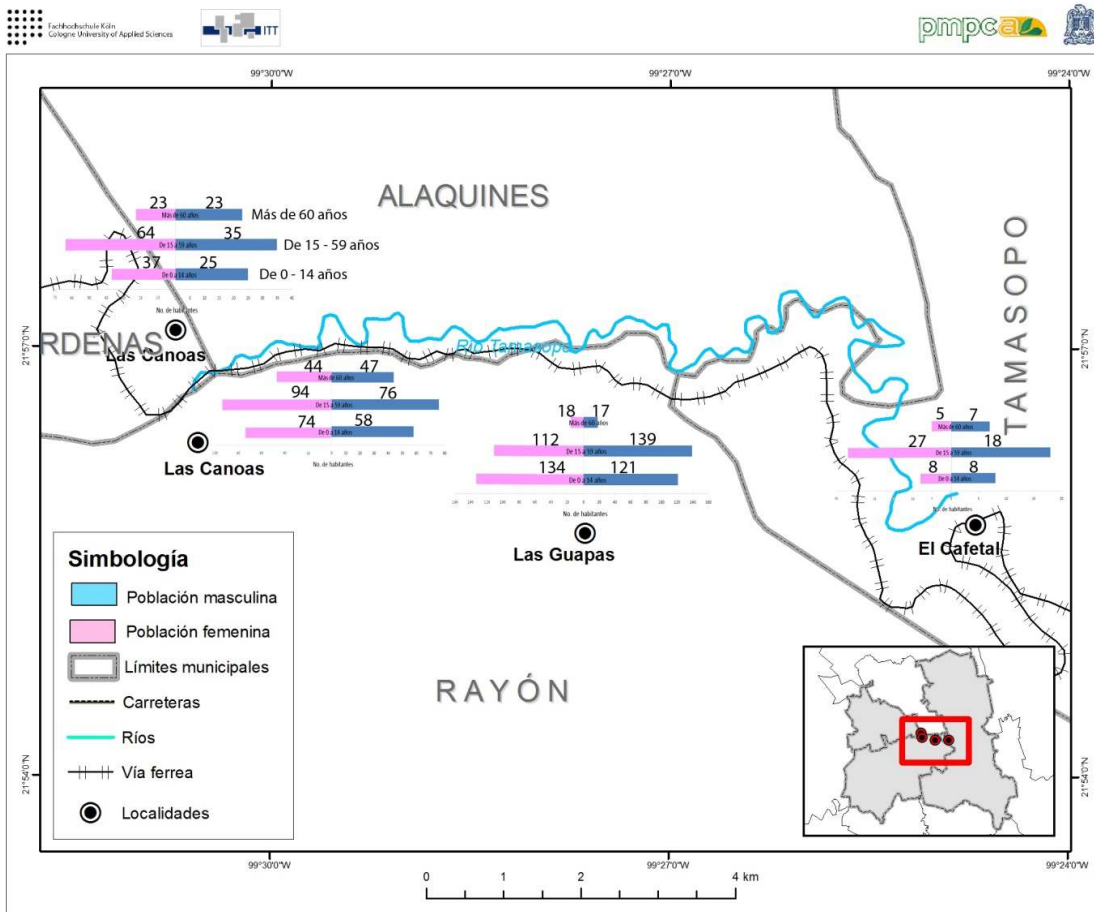 Fachhochschule Köln
Cologne University of Applied Sciences
ITT
pmpca
99°30'0"W 99°27'0"W 99°24'0"W
ALAQUINES
TAMASOPO
23 23 Más de 60 años
Más de 60 años
64 35 De 15 - 59 años
De 15 a 59 años
37 25 De 0 - 14 años
De 0 a 14 años
No. de habitantes
21°57'0"N
RDENAS
Las Canoas
Río Tamasopo
21°57'0"N
44 47
Más de 60 años
94 76
De 15 a 59 años
74 58
De 0 a 14 años
No. de habitantes
Las Canoas
18 17
Más de 60 años
112 139
De 15 a 59 años
134 121
De 0 a 14 años
No. de habitantes
Las Guapas
5 7
Más de 60 años
27 18
De 15 a 59 años
8 8
De 0 a 14 años
No. de habitantes
El Cafetal
RAYÓN
Simbología
Población masculina
Población femenina
Límites municipales
Carreteras
Ríos
Vía ferrea
Localidades
21°54'0"N
21°54'0"N
99°30'0"W 99°27'0"W 99°24'0"W
0 1 2 4 km